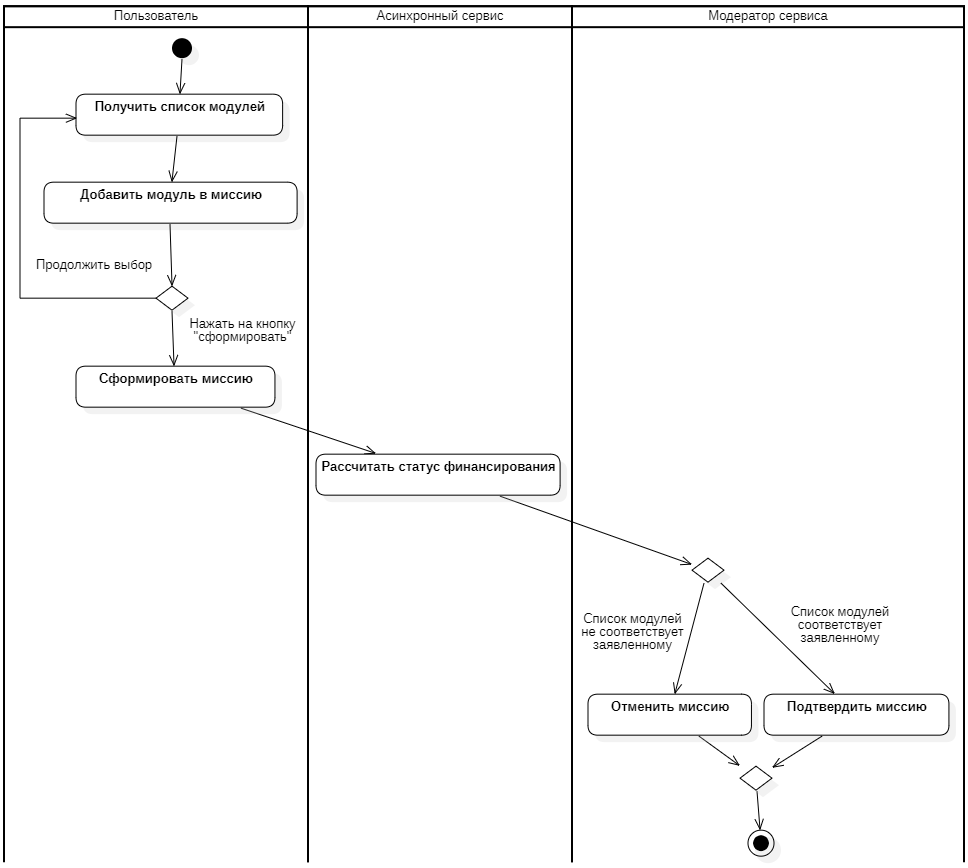 Пользователь
Асинхронный сервис
Модератор сервиса
Получить список модулей
Добавить модуль в миссию
Продолжить выбор
Нажать на кнопку
"сформировать"
Сформировать миссию
Рассчитать статус финансирования
Список модулей
не соответствует
заявленному
Список модулей
соответствует
заявленному
Отменить миссию
Подтвердить миссию